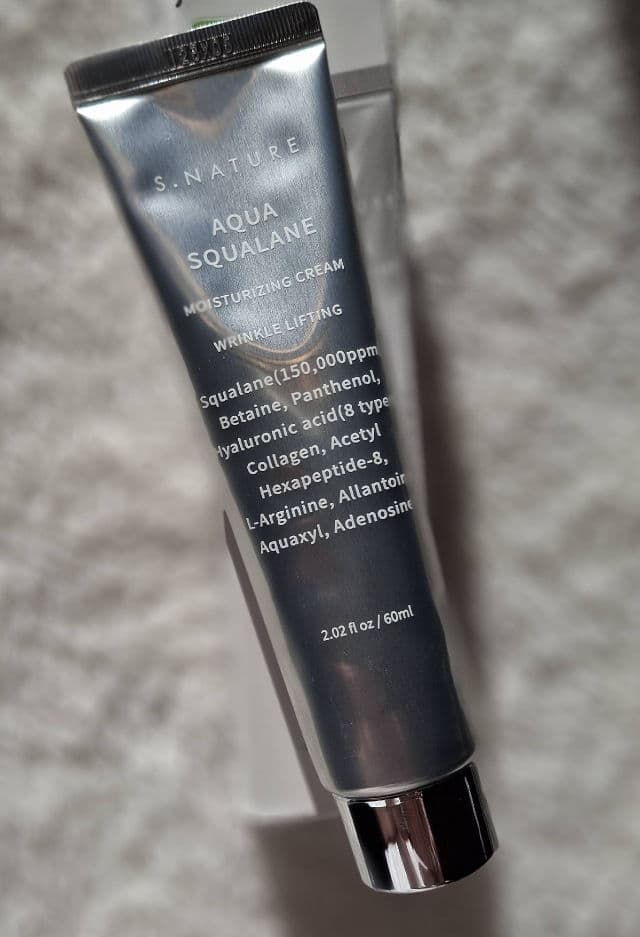 S.NATURE
AQUA
SQUALANE
MOISTURIZING CREAM
WRINKLE LIFTING
Squalane(150,000ppm
Betaine, Panthenol,
Hyaluronic acid(8 type
Collagen, Acetyl
Hexapeptide-8,
L-Arginine, Allantoin
Aquaxyl, Adenosine
2.02 fl oz / 60ml